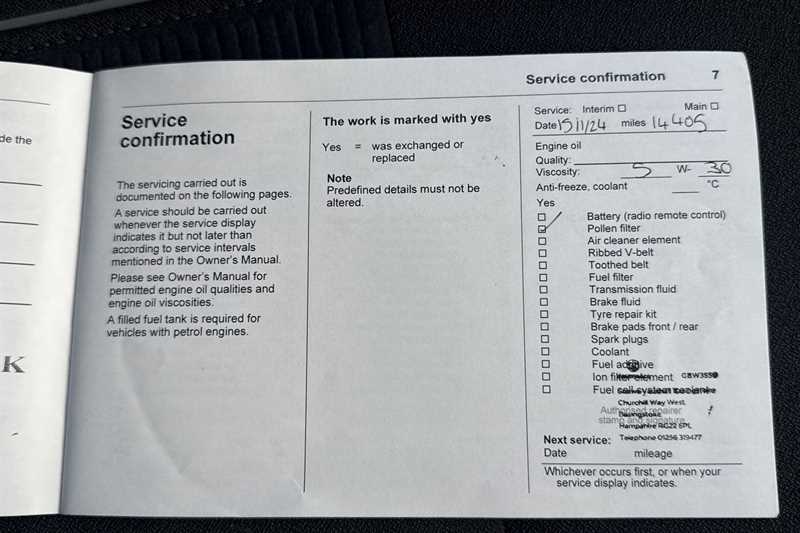 de the
K
Service confirmation 7
Service
confirmation
The servicing carried out is
documented on the following pages.
A service should be carried out
whenever the service display
indicates it but not later than
according to service intervals
mentioned in the Owner's Manual.
Please see Owner's Manual for
permitted engine oil qualities and
engine oil viscosities.
A filled fuel tank is required for
vehicles with petrol engines.
The work is marked with yes
Yes = was exchanged or
replaced
Note
Predefined details must not be
altered.
Service: Interim Main
Date 15/11/24 miles 14405
Engine oil
Quality:
Viscosity: 5 W- 30
Anti-freeze, coolant °C
Yes
Battery (radio remote control)
Pollen filter
Air cleaner element
Ribbed V-belt
Toothed belt
Fuel filter
Transmission fluid
Brake fluid
Tyre repair kit
Brake pads front / rear
Spark plugs
Coolant
Fuel additive
Ion filter element
Fuel cell system
Churchill Way West,
Authorised repairer
Basingstoke
stamp and signature
Hampshire RG22 6PL
Telephone 01256 319477
Next service:
Date mileage
Whichever occurs first, or when your
service display indicates.